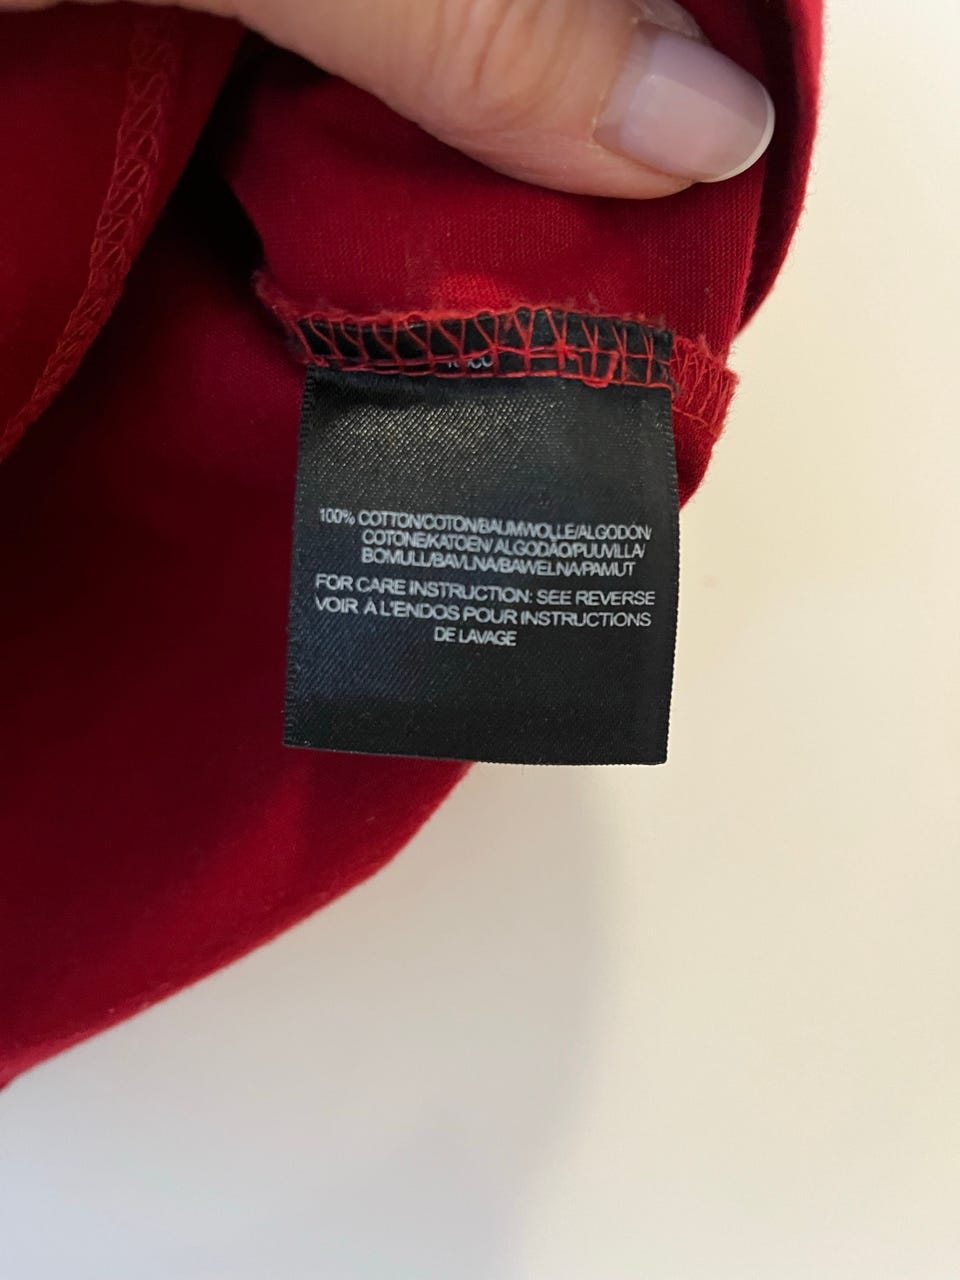 100% COTTON/COTON/BAUMWOLLE/ALGODÓN/
COTONE/KATOEN/ ALGODÃO/PUUVILLA/
BOMULL/BAVLNA/BAWELNA/PAMUT
FOR CARE INSTRUCTION: SEE REVERSE
VOIR À L'ENDOS POUR INSTRUCTIONS
DE LAVAGE